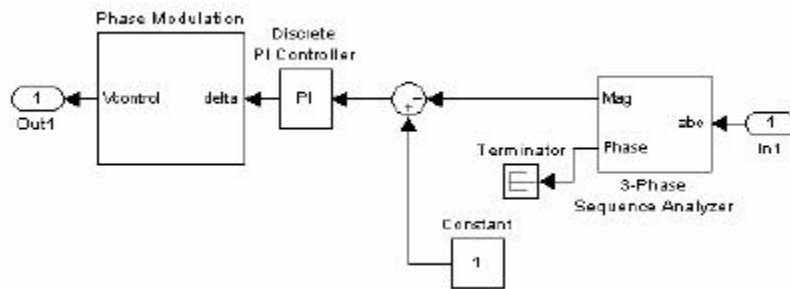 Phase Modulation
Discrete
PI Controller
1
Out1
Vcontrol
delta
PI
-
+
Mag
Phase
abc
1
In1
Terminator
3-Phase
Sequence Analyzer
Constant
1